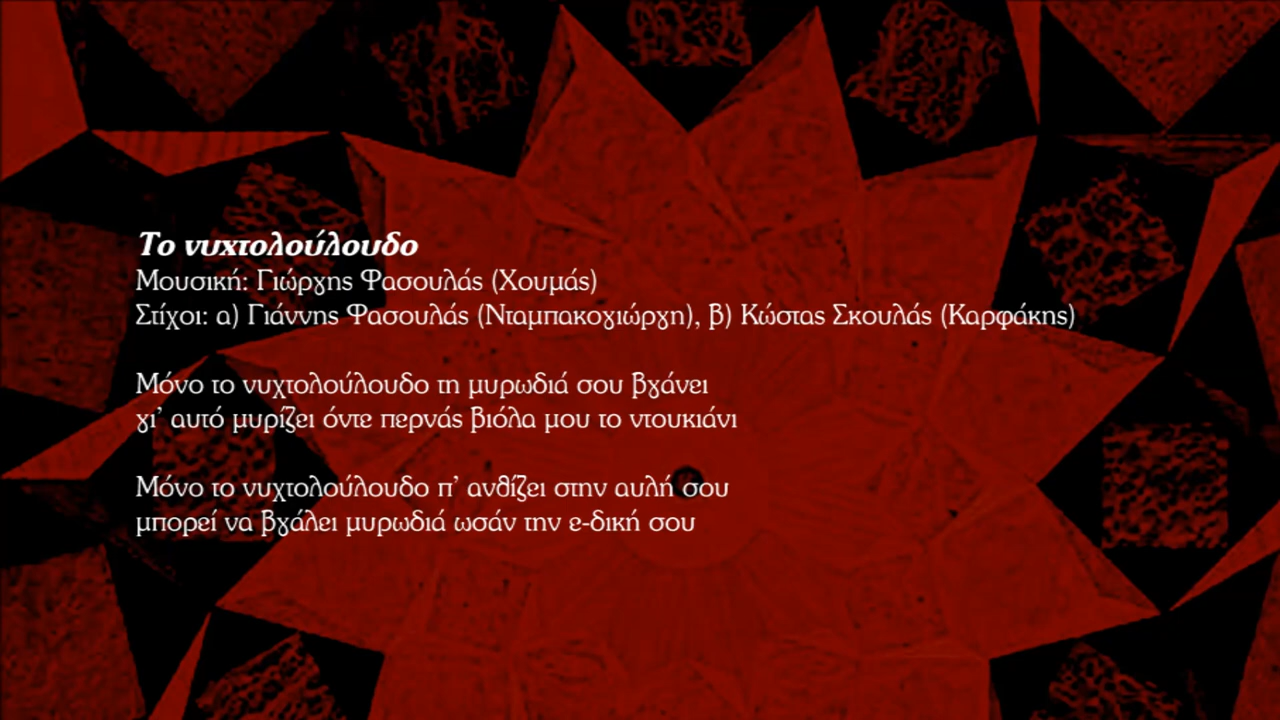 Το νυχτολούλουδο
Μουσική: Γιώργης Φασουλάς (Χουμάς)
Στίχοι: α) Γιάννης Φασουλάς (Νταμπακογιώργη), β) Κώστας Σκουλάς (Καρφάκης)
Μόνο το νυχτολούλουδο τη μυρωδιά σου βγάνει
γι’ αυτό μυρίζει όντε περνάς βιόλα μου το ντουκιάνι
Μόνο το νυχτολούλουδο π’ ανθίζει στην αυλή σου
μπορεί να βγάλει μυρωδιά ωσάν την ε-δική σου